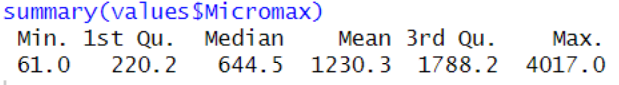 summary(values$Micromax)
Min. 1st Qu. Median Mean 3rd Qu. Max.
61.0 220.2 644.5 1230.3 1788.2 4017.0